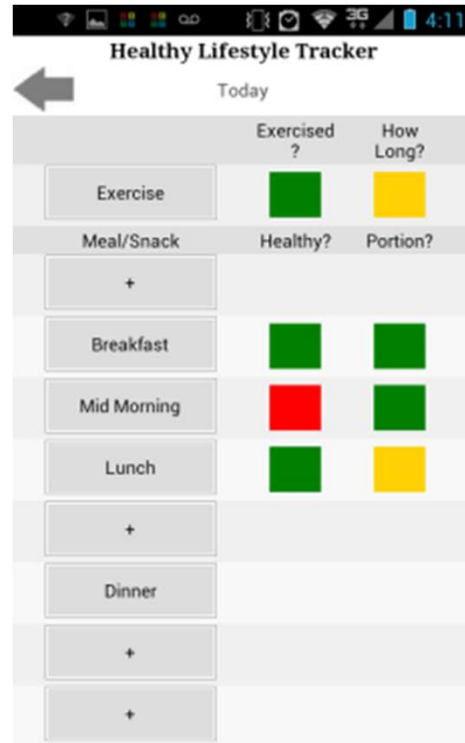 3G 4:11
Healthy Lifestyle Tracker
Today
Exercised How
? Long?
Exercise
Meal/Snack Healthy? Portion?
+
Breakfast
Mid Morning
Lunch
+
Dinner
+
+